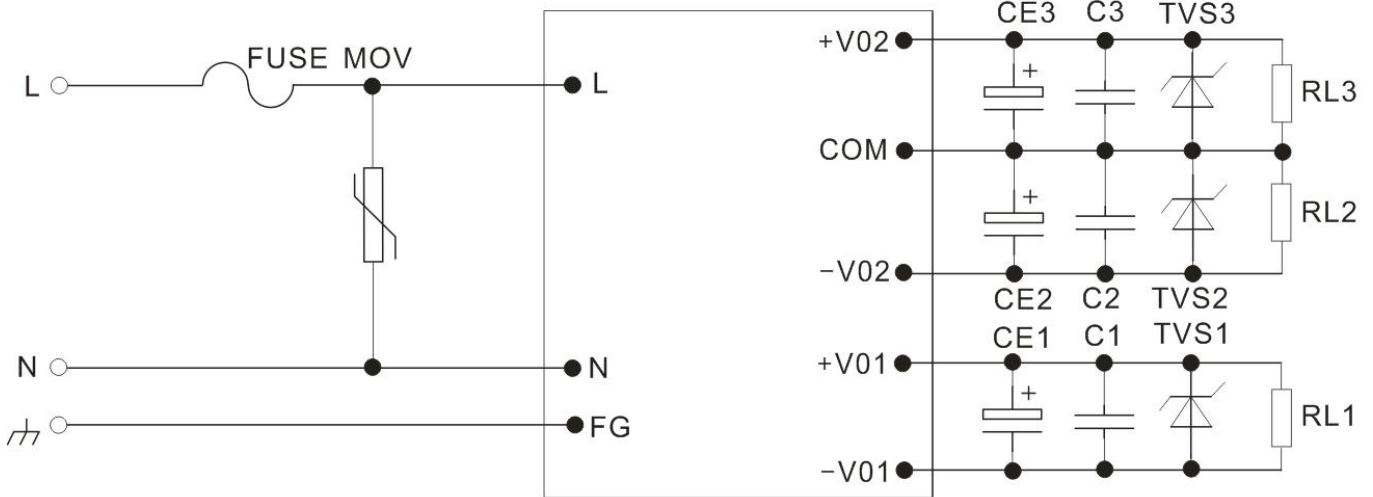 CE3 C3 TVS3
+V02
FUSE MOV
L
L
+
RL3
COM
+
RL2
−V02
CE2 C2 TVS2
CE1 C1 TVS1
N
N
+V01
+
RL1
FG
−V01